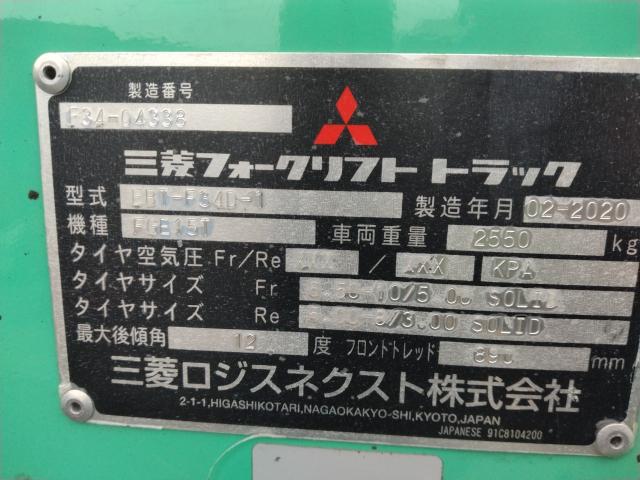 製造番号
F34-04338
三菱フォークリフト トラック
型式 製造年月 02-2020
機種 車両重量 2550 kg
タイヤ空気圧 Fr/Re / XXX KPA
タイヤサイズ Fr SOLID
タイヤサイズ Re SOLID
最大後傾角 12 度 フロントトレッド 890 mm
三菱ロジスネクスト株式会社
2-1-1,HIGASHIKOTARI,NAGAOKAKYO-SHI,KYOTO,JAPAN
JAPANESE 91C8104200